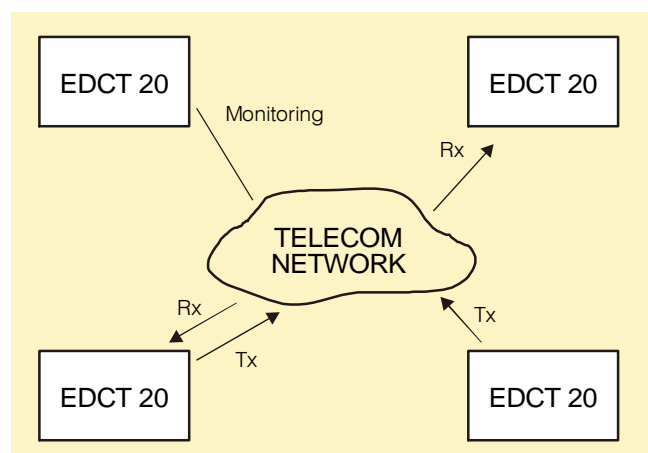 EDCT 20
EDCT 20
Monitoring
Rx
TELECOM
NETWORK
Rx
Tx
Tx
EDCT 20
EDCT 20